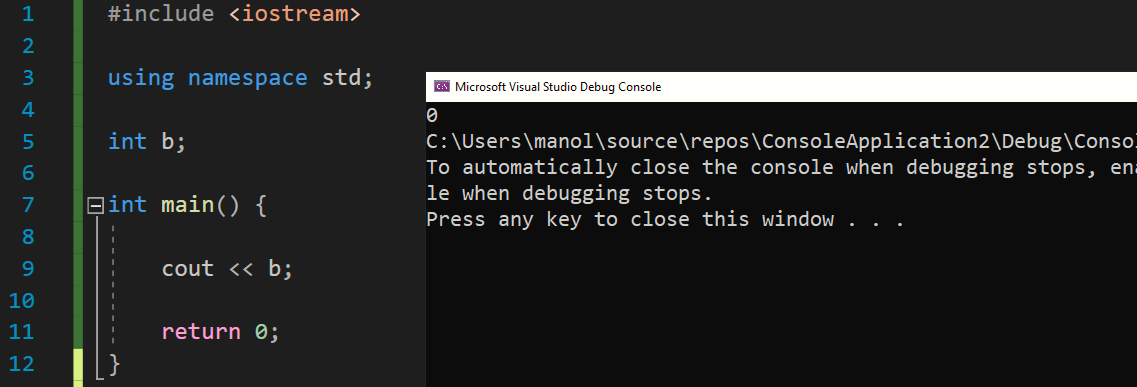 1 #include <iostream>
2
3 using namespace std;
4
5 int b;
6
7 int main() {
8
9 cout << b;
10
11 return 0;
12 }
Microsoft Visual Studio Debug Console
0
C:\Users\manol\source\repos\ConsoleApplication2\Debug\Conso
To automatically close the console when debugging stops, ena
le when debugging stops.
Press any key to close this window . . .